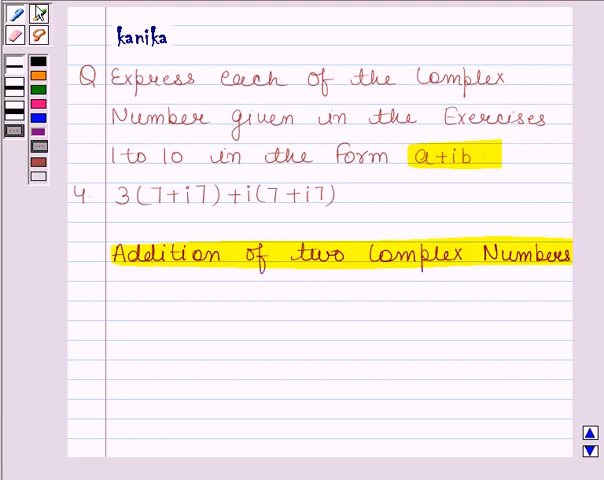 kanika
Q Express each of the Complex
Number given in the Exercises
1 to 10 in the form a+ib
4. 3(7+i7)+i(7+i7)
Addition of two Complex Numbers